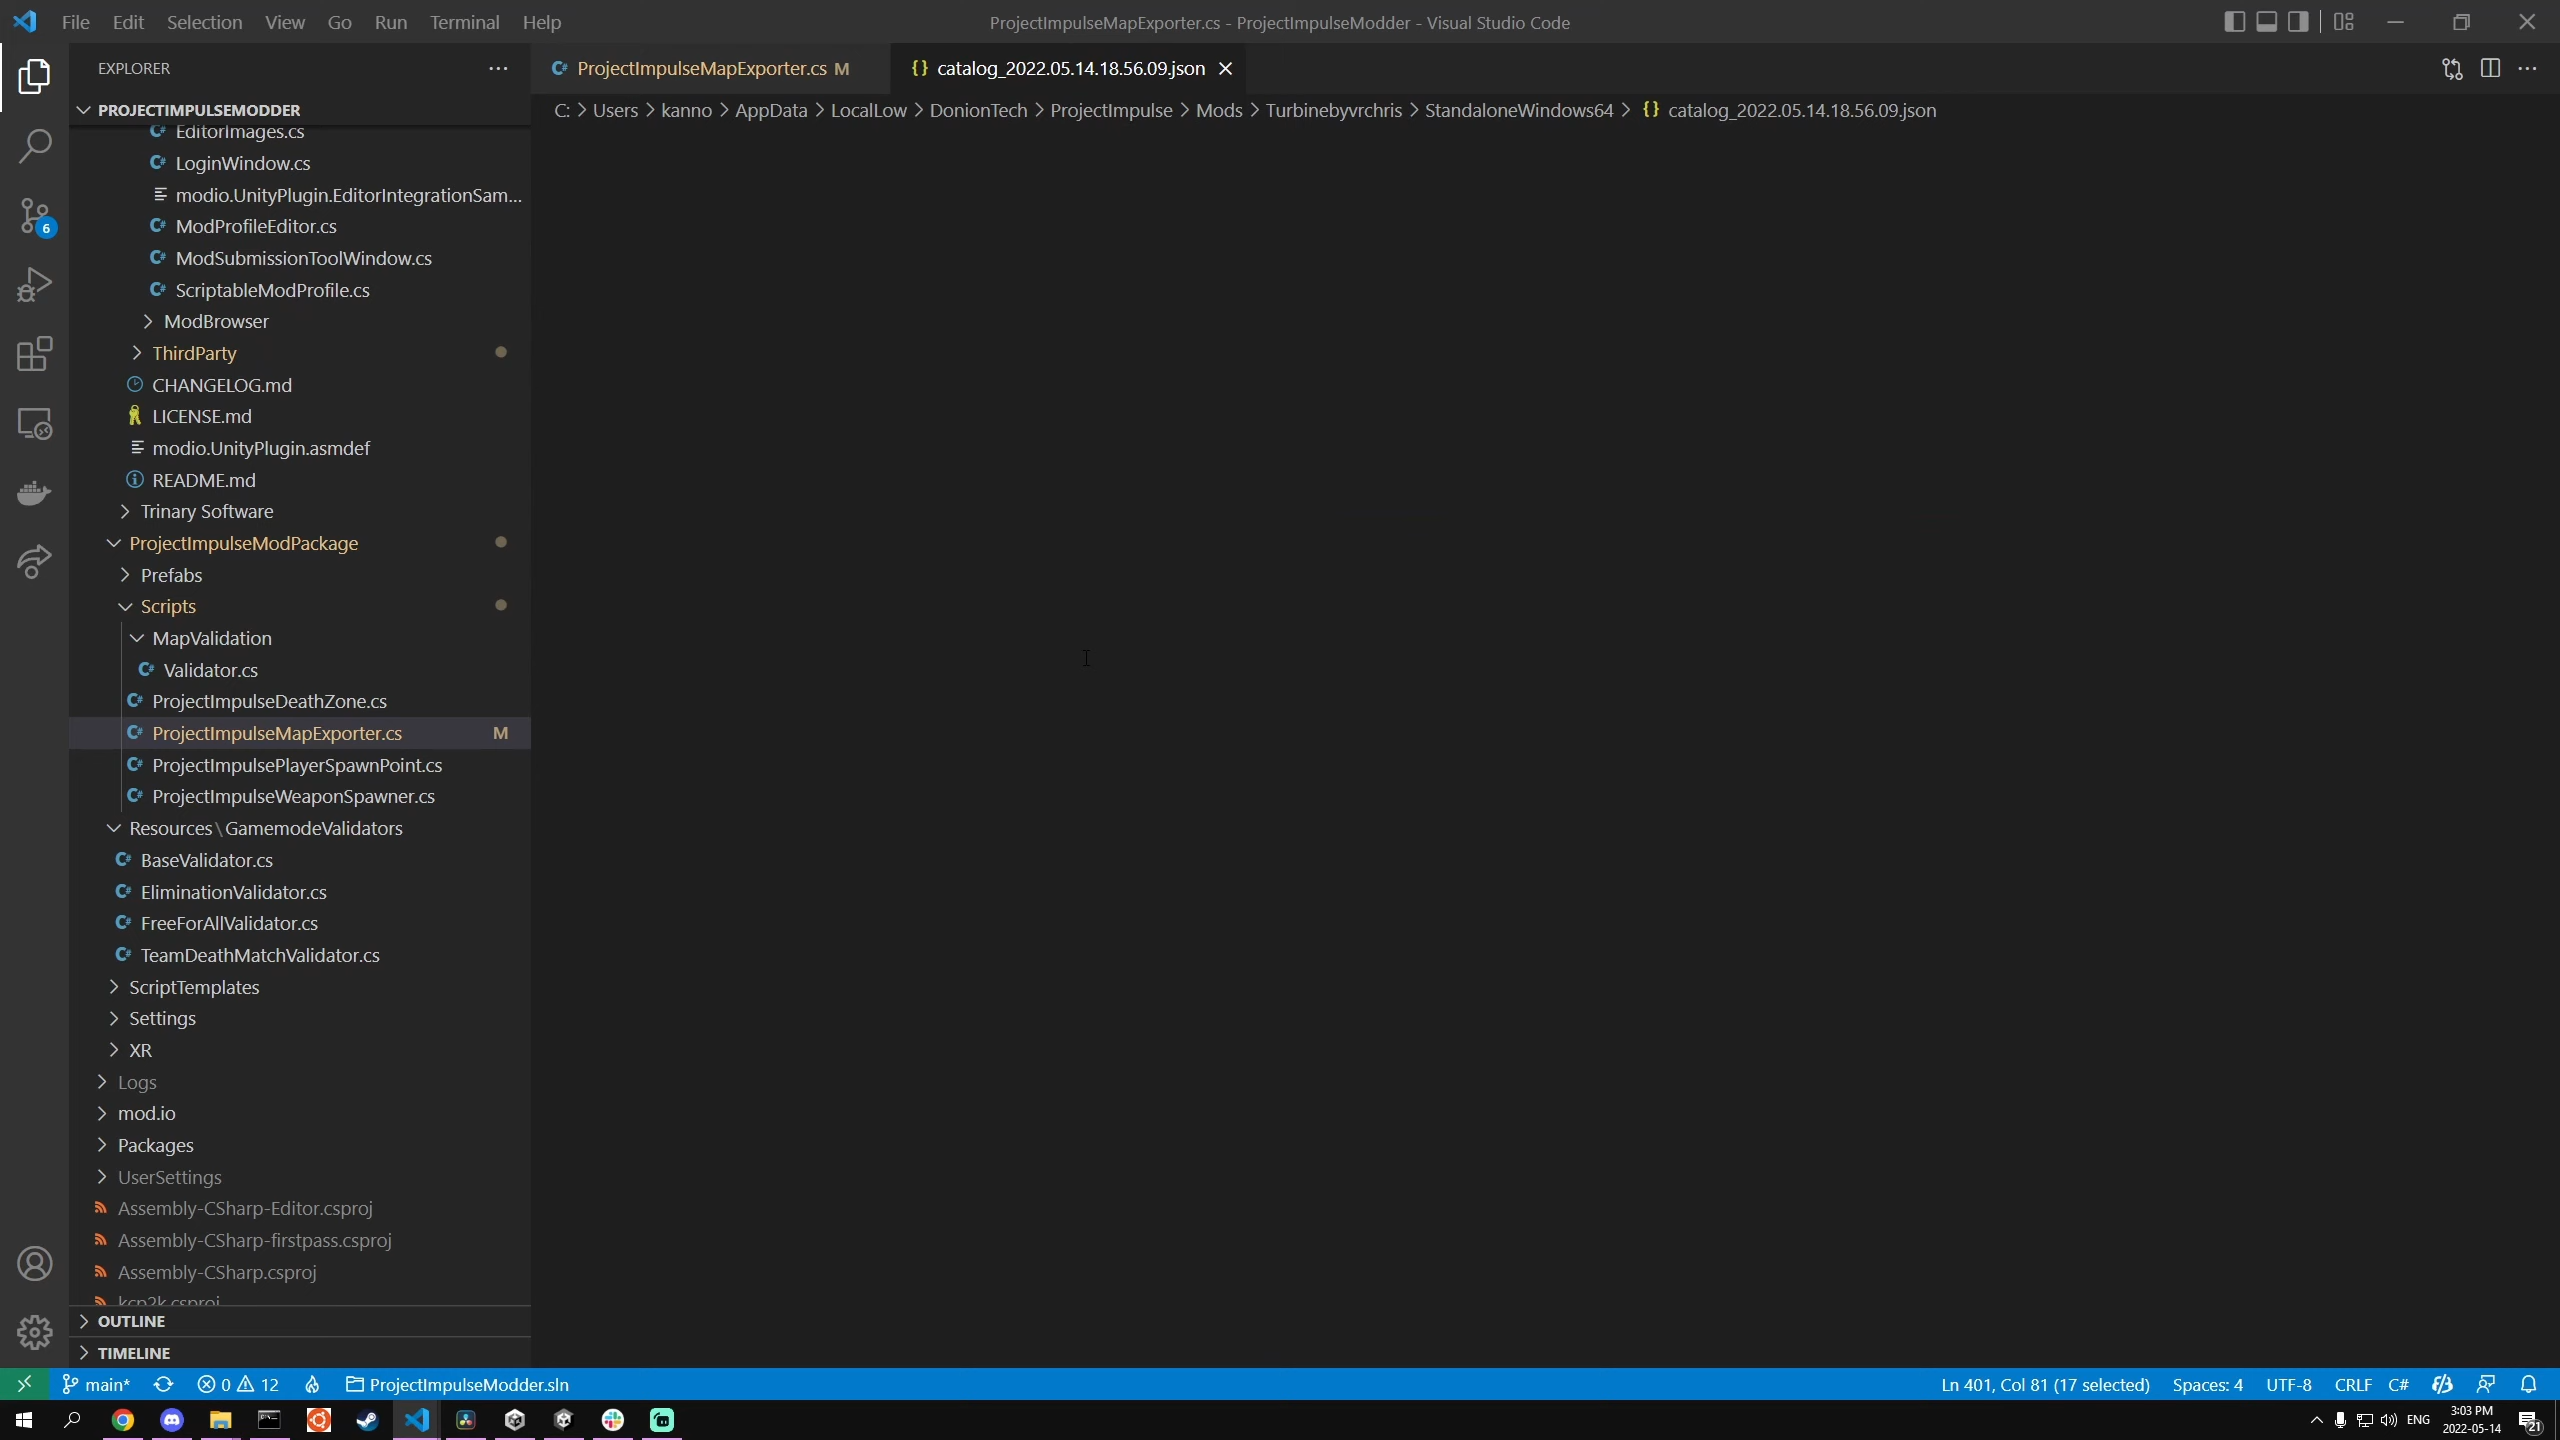 File Edit Selection View Go Run Terminal Help
ProjectImpulseMapExporter.cs - ProjectImpulseModder - Visual Studio Code
EXPLORER
ProjectImpulseMapExporter.cs M
catalog_2022.05.14.18.56.09.json
C: > Users > kanno > AppData > LocalLow > DonionTech > ProjectImpulse > Mods > Turbinebyvrchris > StandaloneWindows64 > {} catalog_2022.05.14.18.56.09.json
PROJECTIMPULSEMODDER
EditorImages.cs
LoginWindow.cs
modio.UnityPlugin.EditorIntegrationSam...
ModProfileEditor.cs
ModSubmissionToolWindow.cs
ScriptableModProfile.cs
ModBrowser
ThirdParty
CHANGELOG.md
LICENSE.md
modio.UnityPlugin.asmdef
README.md
Trinary Software
ProjectImpulseModPackage
Prefabs
Scripts
MapValidation
Validator.cs
ProjectImpulseDeathZone.cs
ProjectImpulseMapExporter.cs M
ProjectImpulsePlayerSpawnPoint.cs
ProjectImpulseWeaponSpawner.cs
Resources\GamemodeValidators
BaseValidator.cs
EliminationValidator.cs
FreeForAllValidator.cs
TeamDeathMatchValidator.cs
ScriptTemplates
Settings
XR
Logs
mod.io
Packages
UserSettings
Assembly-CSharp-Editor.csproj
Assembly-CSharp-firstpass.csproj
Assembly-CSharp.csproj
kcp2k.csproj
OUTLINE
TIMELINE
6
main* 0 12 ProjectImpulseModder.sln
Ln 401, Col 81 (17 selected) Spaces: 4 UTF-8 CRLF C#
ENG
3:03 PM
2022-05-14
21